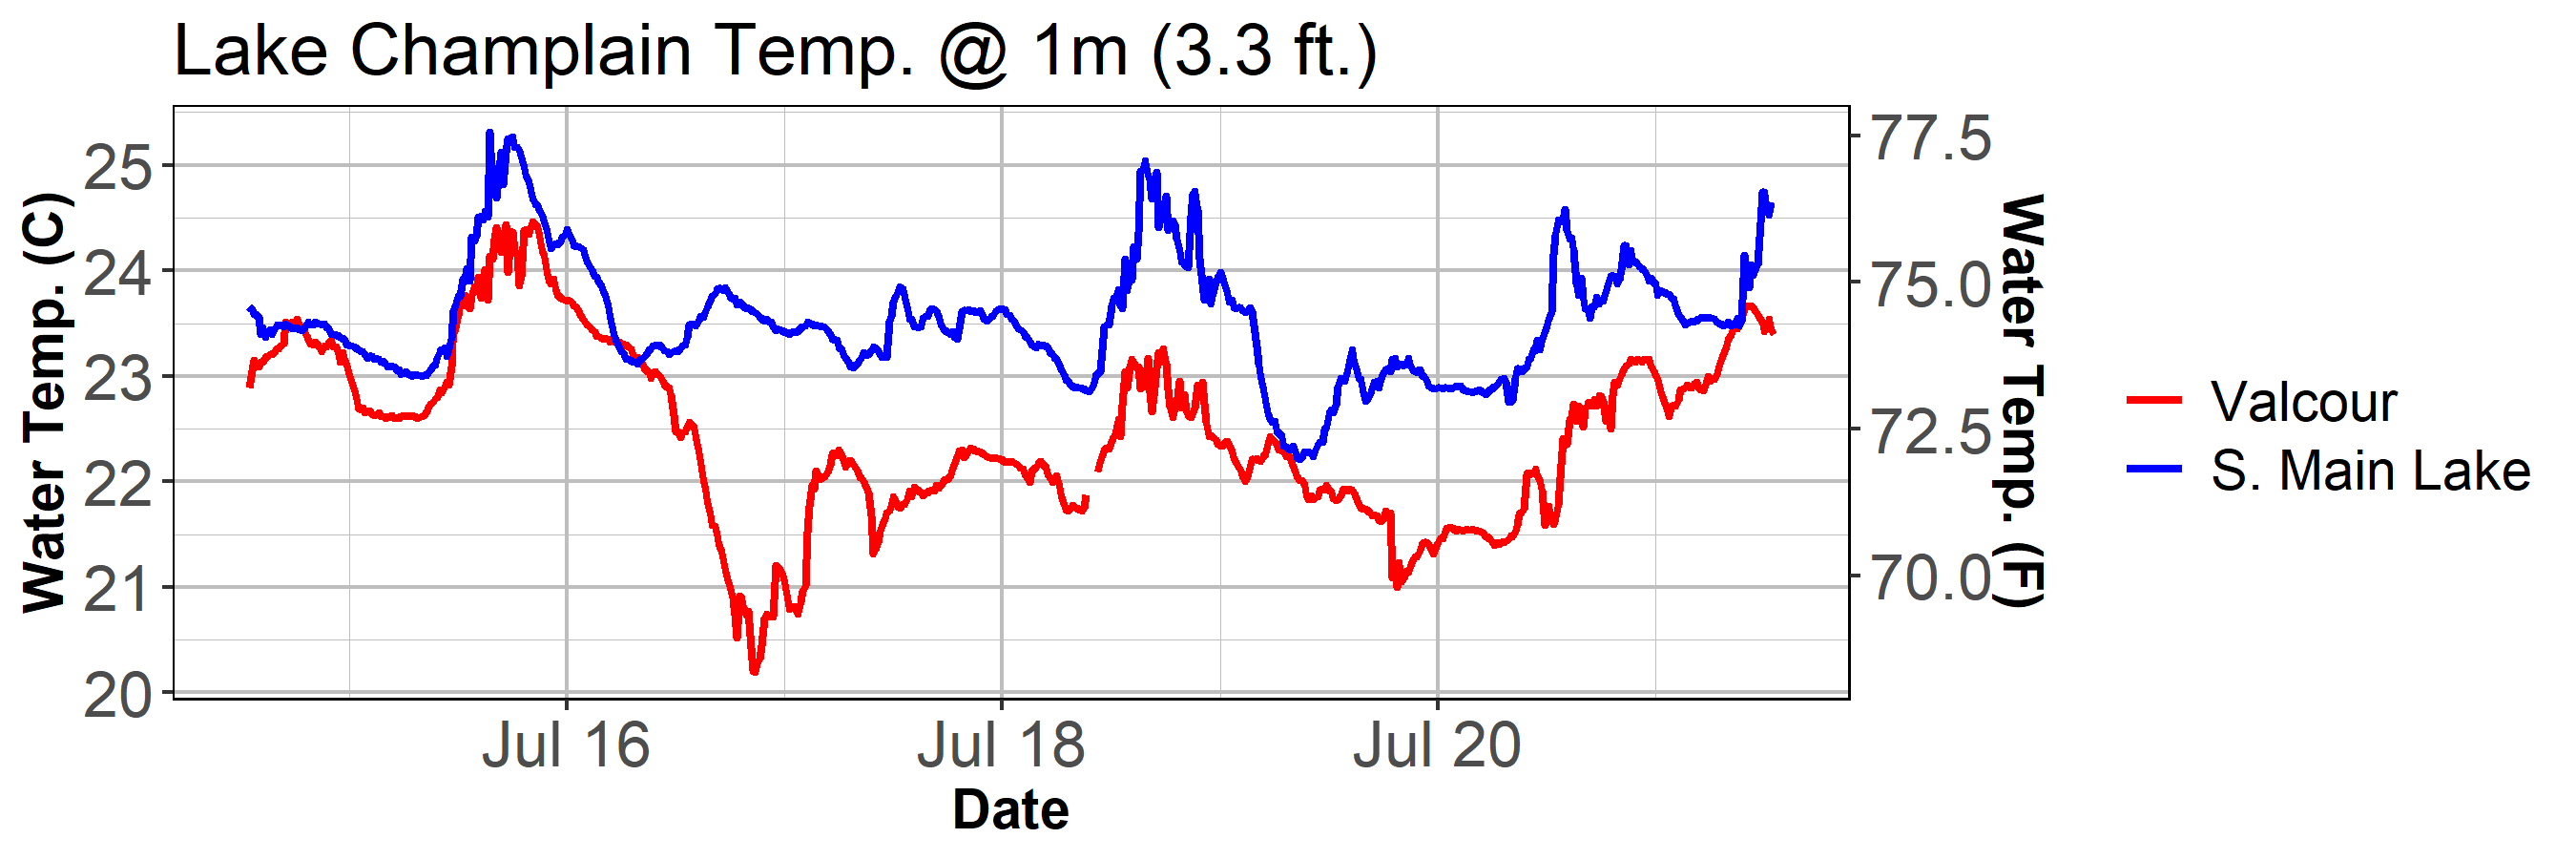 Lake Champlain Temp. @ 1m (3.3 ft.)
Water Temp. (C)
25
24
23
22
21
20
77.5
75.0
72.5
70.0
Water Temp. (F)
Jul 16
Jul 18
Jul 20
Date
Valcour
S. Main Lake